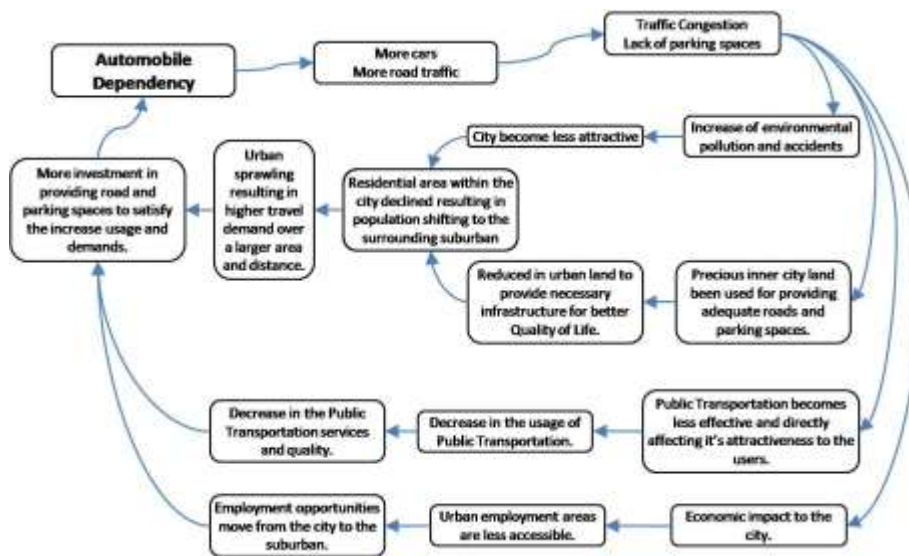 Automobile
Dependency
More cars
More road traffic
Traffic Congestion
Lack of parking spaces
City become less attractive
Increase of environmental
pollution and accidents
More investment in
providing road and
parking spaces to satisfy
the increase usage and
demands.
Urban
sprawling
resulting in
higher travel
demand over
a larger area
and distance.
Residential area within the
city declined resulting in
population shifting to the
surrounding suburban
Reduced in urban land to
provide necessary
infrastructure for better
Quality of Life.
Precious inner city land
been used for providing
adequate roads and
parking spaces.
Decrease in the Public
Transportation services
and quality.
Decrease in the usage of
Public Transportation.
Public Transportation becomes
less effective and directly
affecting it's attractiveness to the
users.
Employment opportunities
move from the city to the
suburban.
Urban employment areas
are less accessible.
Economic impact to the
city.